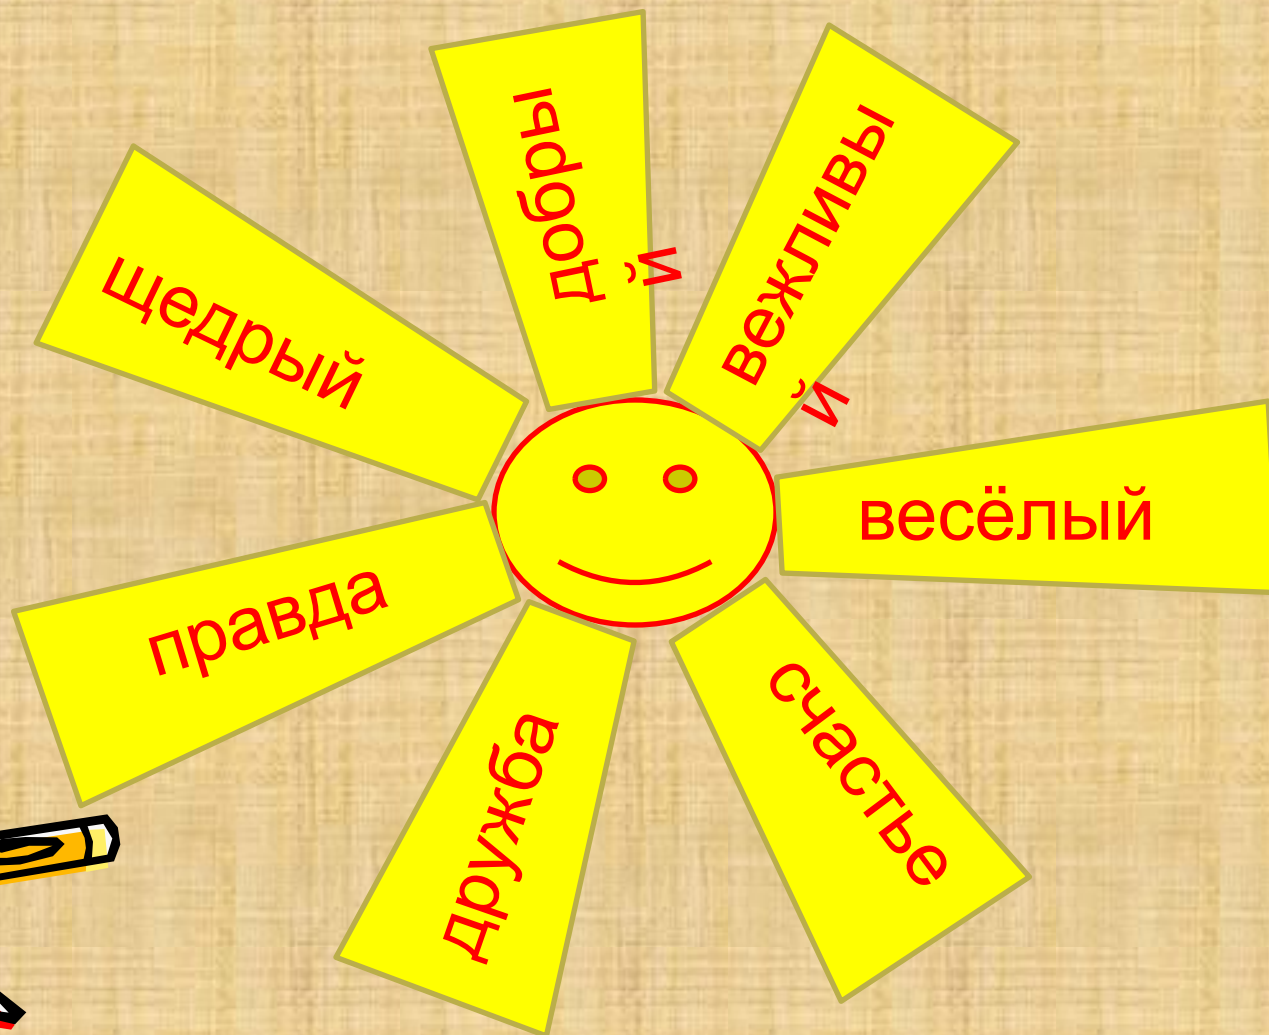 добры
й
вежливы
й
щедрый
весёлый
правда
счастье
дружба